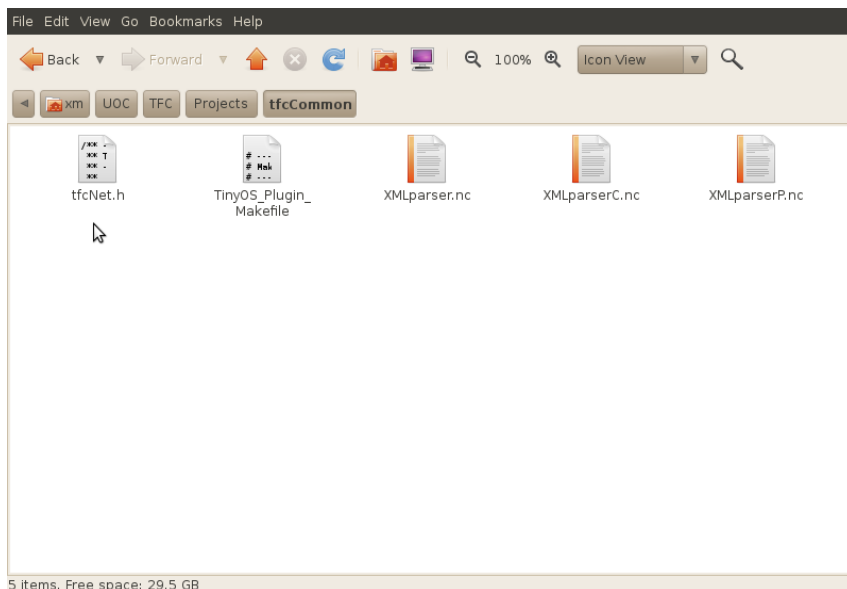 File Edit View Go Bookmarks Help
Back Forward 100% Icon View
xm UOC TFC Projects tfcCommon
/** -
** T
** -
**
# ...
# Mak
# ...
tfcNet.h TinyOS_Plugin_ XMLparser.nc XMLparserC.nc XMLparserP.nc
Makefile
5 items, Free space: 29,5 GB